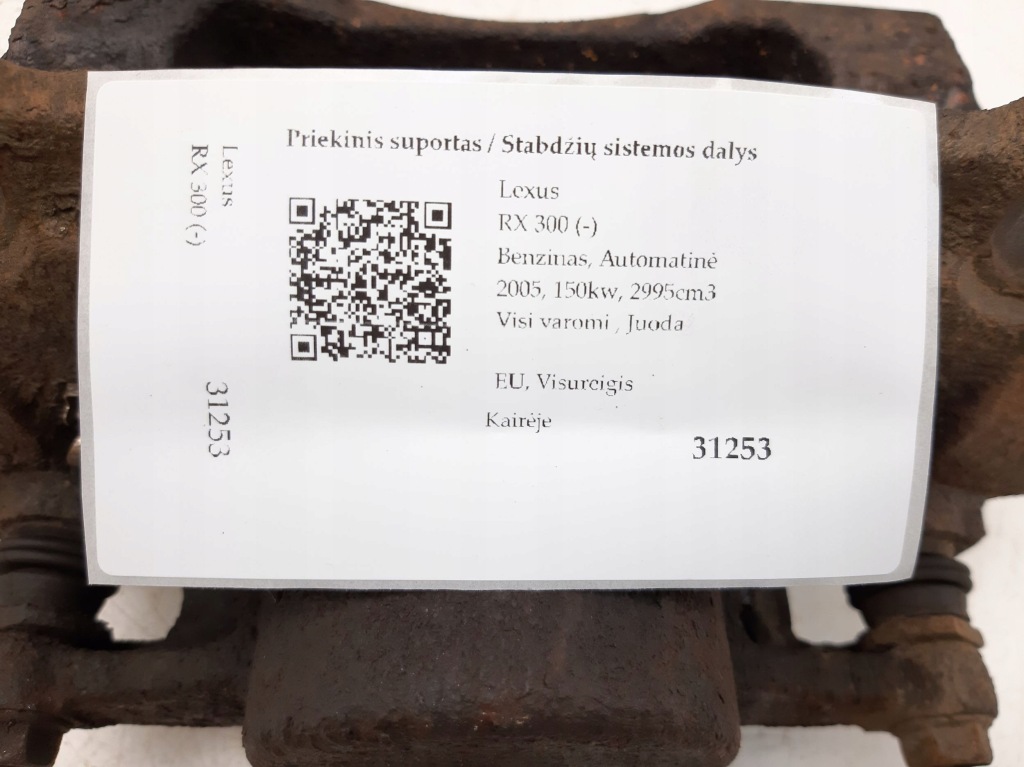 Priekinis suportas / Stabdžių sistemos dalys
Lexus
RX 300 (-)
Benzinas, Automatinė
2005, 150kw, 2995cm3
Visi varomi , Juoda
EU, Visureigis
Kairėje
31253
Lexus
RX 300 (-)
31253